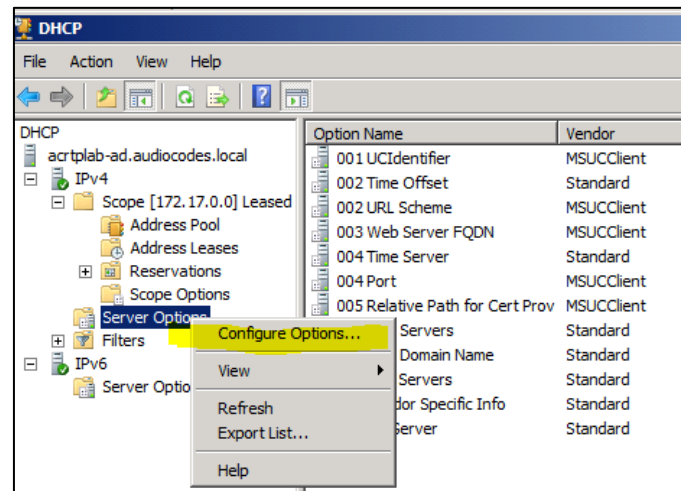 DHCP
File Action View Help
DHCP
acrtplab-ad.audiocodes.local
IPv4
Scope [172.17.0.0] Leased
Address Pool
Address Leases
Reservations
Scope Options
Server Options
Filters
IPv6
Server Optio
Option Name Vendor
001 UCIdentifier MSUCClient
002 Time Offset Standard
002 URL Scheme MSUCClient
003 Web Server FQDN MSUCClient
004 Time Server Standard
004 Port MSUCClient
005 Relative Path for Cert Prov MSUCClient
Servers Standard
Domain Name Standard
Servers Standard
dor Specific Info Standard
Server Standard
Configure Options...
View
Refresh
Export List...
Help